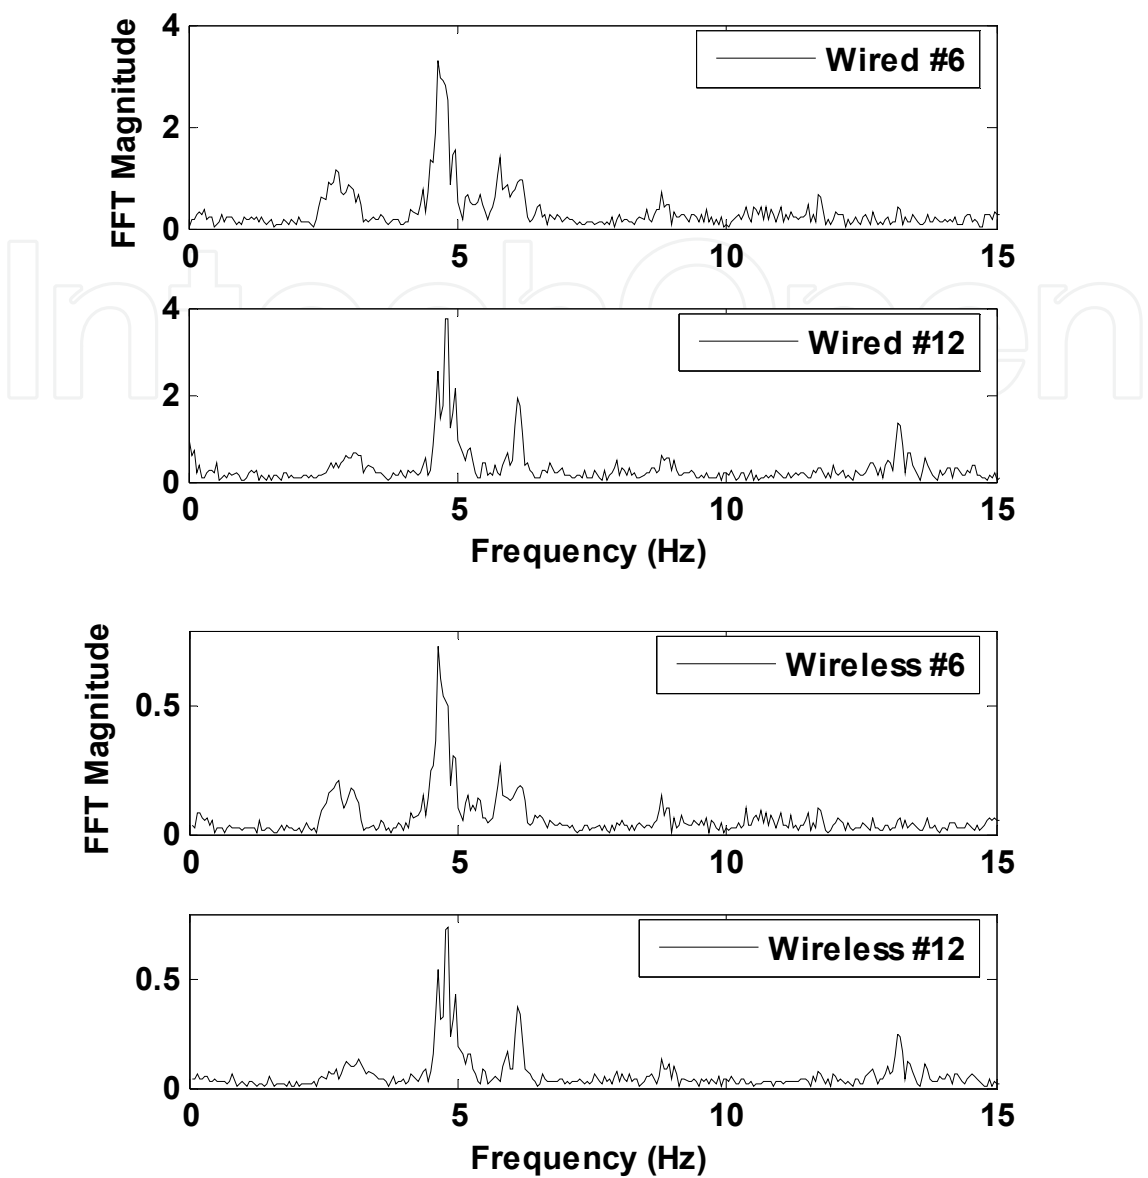 FFT Magnitude
4
2
0
Wired #6
0 5 10 15
4
2
0
Wired #12
0 5 10 15
Frequency (Hz)
FFT Magnitude
0.5
0
Wireless #6
0 5 10 15
0.5
0
Wireless #12
0 5 10 15
Frequency (Hz)
IntechOpen